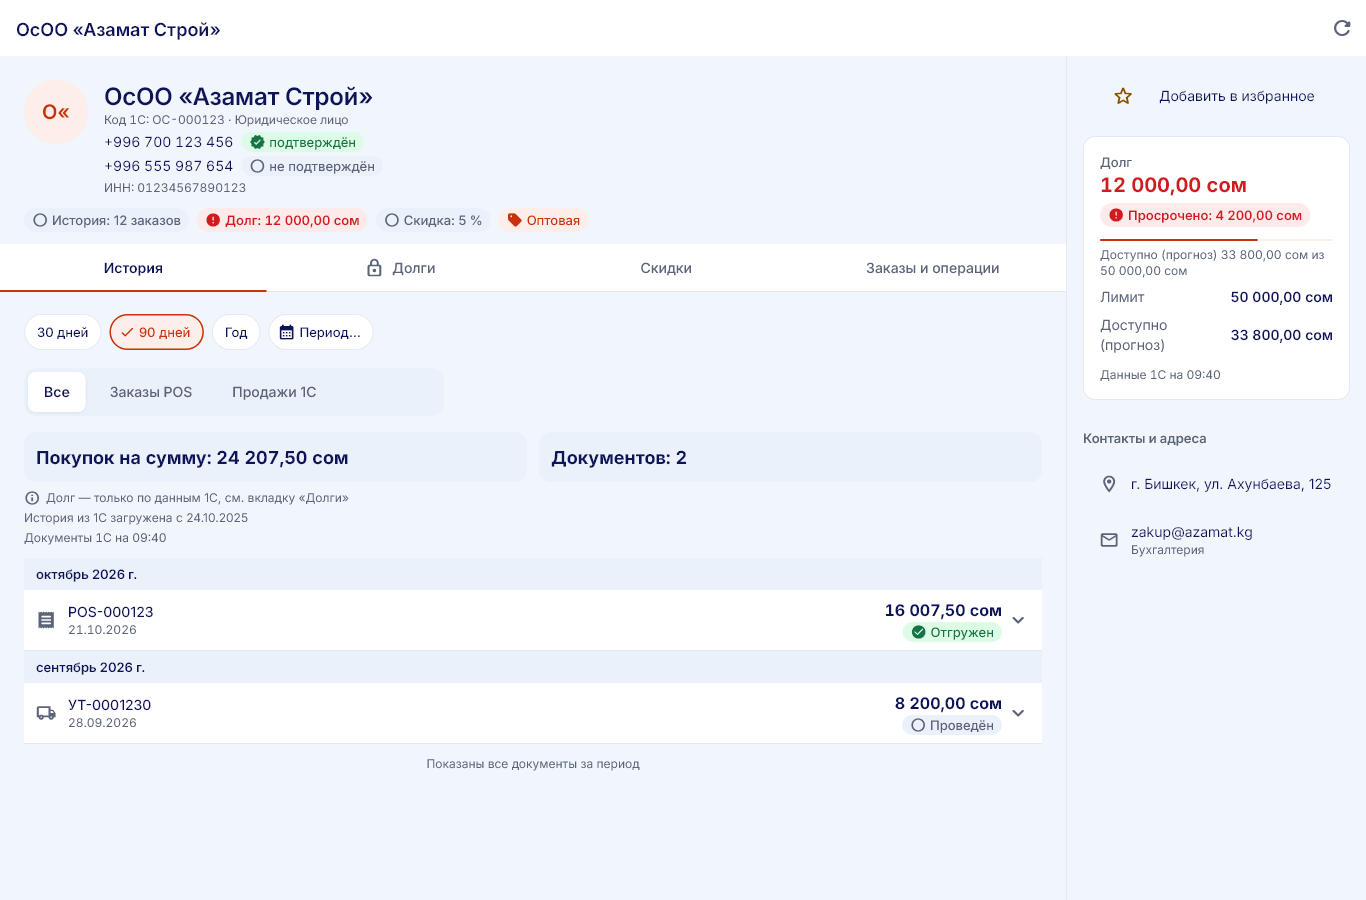 ОсОО «Азамат Строй»
О«
ОсОО «Азамат Строй»
Код 1С: ОС-000123 · Юридическое лицо
+996 700 123 456 подтверждён
+996 555 987 654 не подтверждён
ИНН: 01234567890123
История: 12 заказов Долг: 12 000,00 сом Скидка: 5 % Оптовая
История Долги Скидки Заказы и операции
30 дней 90 дней Год Период...
Все Заказы POS Продажи 1С
Покупок на сумму: 24 207,50 сом Документов: 2
Долг — только по данным 1С, см. вкладку «Долги»
История из 1С загружена с 24.10.2025
Документы 1С на 09:40
октябрь 2026 г.
POS-000123 16 007,50 сом
21.10.2026 Отгружен
сентябрь 2026 г.
УТ-0001230 8 200,00 сом
28.09.2026 Проведён
Показаны все документы за период
Добавить в избранное
Долг
12 000,00 сом
Просрочено: 4 200,00 сом
Доступно (прогноз) 33 800,00 сом из
50 000,00 сом
Лимит 50 000,00 сом
Доступно
(прогноз) 33 800,00 сом
Данные 1С на 09:40
Контакты и адреса
г. Бишкек, ул. Ахунбаева, 125
zakup@azamat.kg
Бухгалтерия